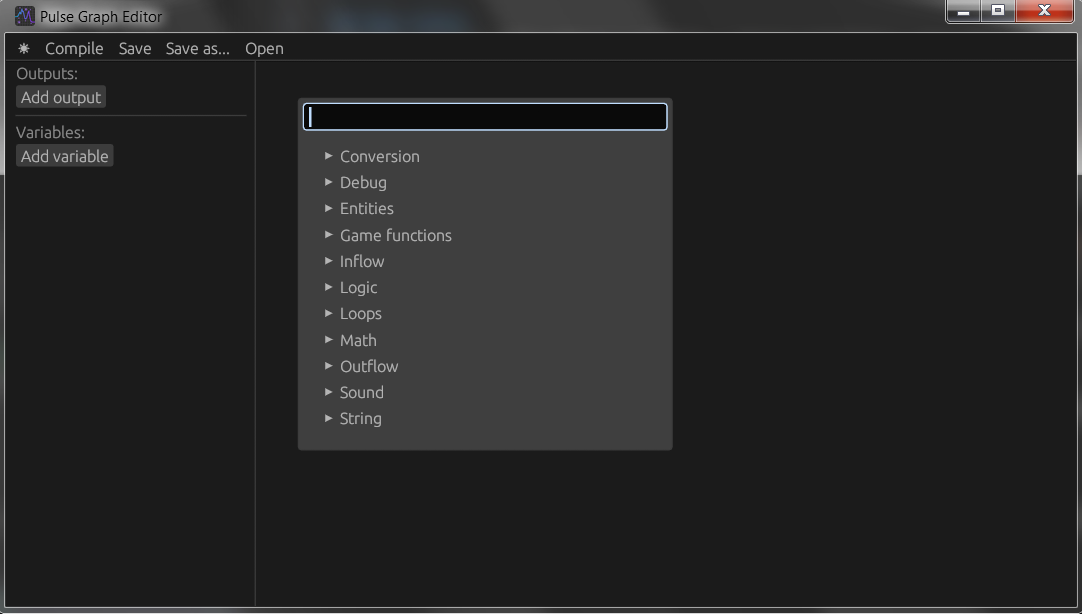 Pulse Graph Editor
Compile Save Save as... Open
Outputs:
Add output
Variables:
Add variable
Conversion
Debug
Entities
Game functions
Inflow
Logic
Loops
Math
Outflow
Sound
String